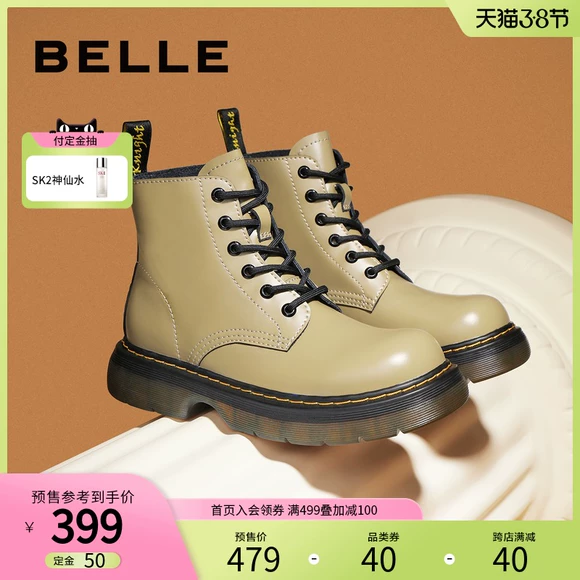 天猫3.8节
BELLE
付定金抽
SK2神仙水
Knight
Knight
预售参考到手价
¥399
定金 50
首页入会领券 满499叠加减100
预售价 品类券 跨店满减
479 - 40 - 40